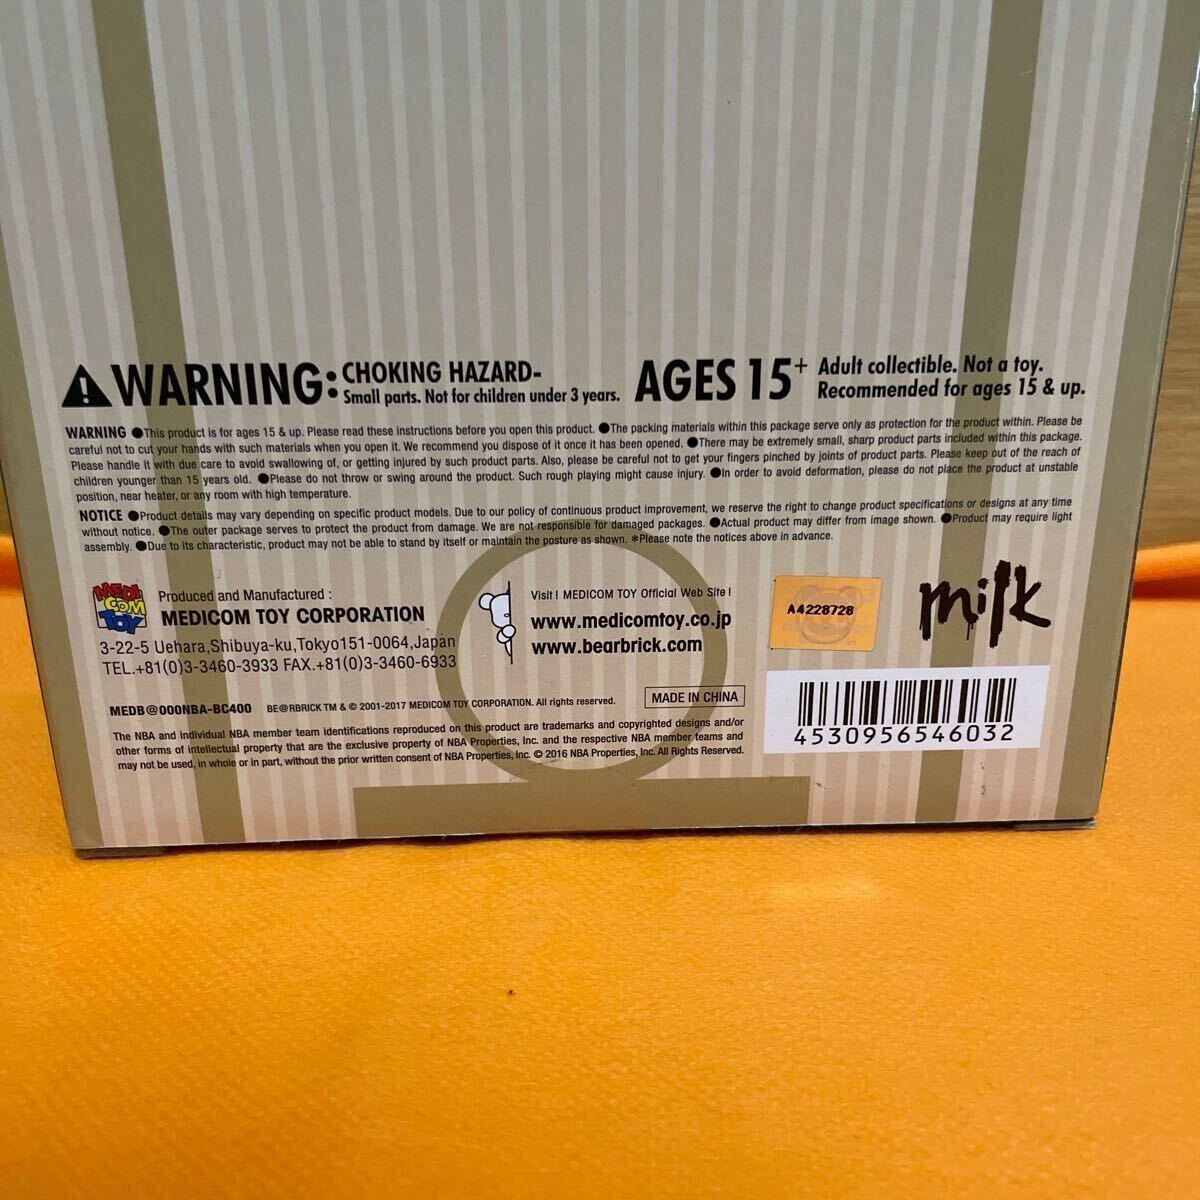 WARNING: CHOKING HAZARD-
Small parts. Not for children under 3 years.
AGES 15+ Adult collectible. Not a toy.
Recommended for ages 15 & up.
WARNING ●This product is for ages 15 & up. Please read these instructions before you open this product. ●The packing materials within this package serve only as protection for the product within. Please be
careful not to cut your hands with such materials when you open it. We recommend you dispose of it once it has been opened. ●There may be extremely small, sharp product parts included within this package.
Please handle it with due care to avoid swallowing of, or getting injured by such product parts. Also, please be careful not to get your fingers pinched by joints of product parts. Please keep out of the reach of
children younger than 15 years old. ●Please do not throw or swing around the product. Such rough playing might cause injury. ●In order to avoid deformation, please do not place the product at unstable
position, near heater, or any room with high temperature.
NOTICE ●Product details may vary depending on specific product models. Due to our policy of continuous product improvement, we reserve the right to change product specifications or designs at any time
without notice. ●The outer package serves to protect the product from damage. We are not responsible for damaged packages. ●Actual product may differ from image shown. ●Product may require light
assembly. ●Due to its characteristic, product may not be able to stand by itself or maintain the posture as shown. *Please note the notices above in advance.
MEDI
COM
TOY
Produced and Manufactured :
MEDICOM TOY CORPORATION
3-22-5 Uehara,Shibuya-ku,Tokyo151-0064,Japan
TEL.+81(0)3-3460-3933 FAX.+81(0)3-3460-6933
Visit ! MEDICOM TOY Official Web Site !
www.medicomtoy.co.jp
www.bearbrick.com
A4228728
milk
MEDB@000NBA-BC400 BE@RBRICK TM & © 2001-2017 MEDICOM TOY CORPORATION. All rights reserved.
MADE IN CHINA
The NBA and individual NBA member team identifications reproduced on this product are trademarks and copyrighted designs and/or
other forms of intellectual property that are the exclusive property of NBA Properties, Inc. and the respective NBA member teams and
may not be used, in whole or in part, without the prior written consent of NBA Properties, Inc. © 2016 NBA Properties, Inc. All Rights Reserved.
4530956546032